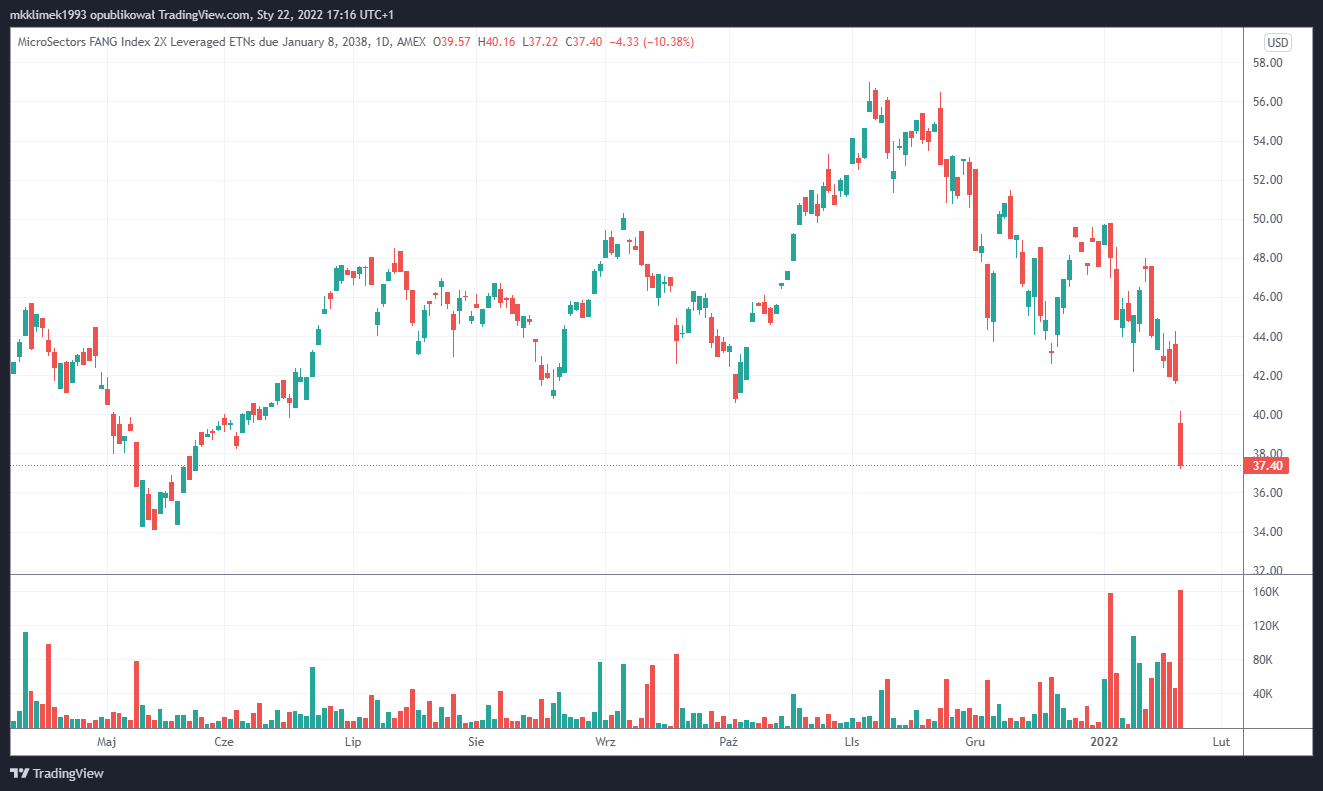 mkklimek1993 opublikował TradingView.com, Sty 22, 2022 17:16 UTC+1
MicroSectors FANG Index 2X Leveraged ETNs due January 8, 2038, 1D, AMEX O39.57 H40.16 L37.22 C37.40 −4.33 (−10.38%)
USD
58.00
56.00
54.00
52.00
50.00
48.00
46.00
44.00
42.00
40.00
38.00
37.40
36.00
34.00
32.00
160K
120K
80K
40K
Maj Cze Lip Sie Wrz Paź LIs Gru 2022 Lut
TradingView